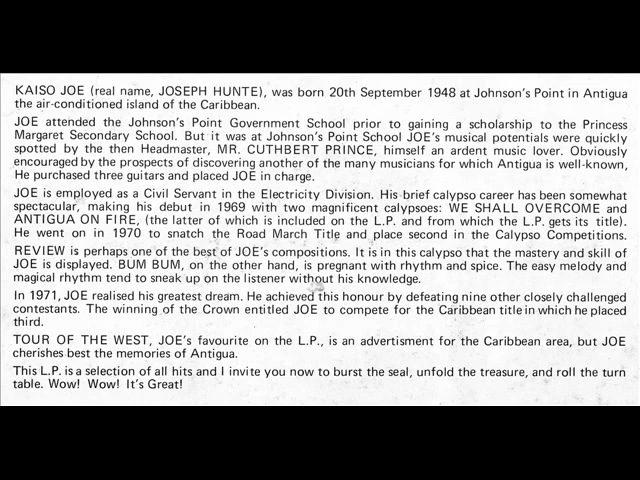 KAISO JOE (real name, JOSEPH HUNTE), was born 20th September 1948 at Johnson's Point in Antigua
the air-conditioned island of the Caribbean.
JOE attended the Johnson's Point Government School prior to gaining a scholarship to the Princess
Margaret Secondary School. But it was at Johnson's Point School JOE's musical potentials were quickly
spotted by the then Headmaster, MR. CUTHBERT PRINCE, himself an ardent music lover. Obviously
encouraged by the prospects of discovering another of the many musicians for which Antigua is well-known,
He purchased three guitars and placed JOE in charge.
JOE is employed as a Civil Servant in the Electricity Division. His brief calypso career has been somewhat
spectacular, making his debut in 1969 with two magnificent calypsoes: WE SHALL OVERCOME and
ANTIGUA ON FIRE, (the latter of which is included on the L.P. and from which the L.P. gets its title).
He went on in 1970 to snatch the Road March Title and place second in the Calypso Competitions.
REVIEW is perhaps one of the best of JOE's compositions. It is in this calypso that the mastery and skill of
JOE is displayed. BUM BUM, on the other hand, is pregnant with rhythm and spice. The easy melody and
magical rhythm tend to sneak up on the listener without his knowledge.
In 1971, JOE realised his greatest dream. He achieved this honour by defeating nine other closely challenged
contestants. The winning of the Crown entitled JOE to compete for the Caribbean title in which he placed
third.
TOUR OF THE WEST, JOE's favourite on the L.P., is an advertisment for the Caribbean area, but JOE
cherishes best the memories of Antigua.
This L.P. is a selection of all hits and I invite you now to burst the seal, unfold the treasure, and roll the turn
table. Wow! Wow! It's Great!